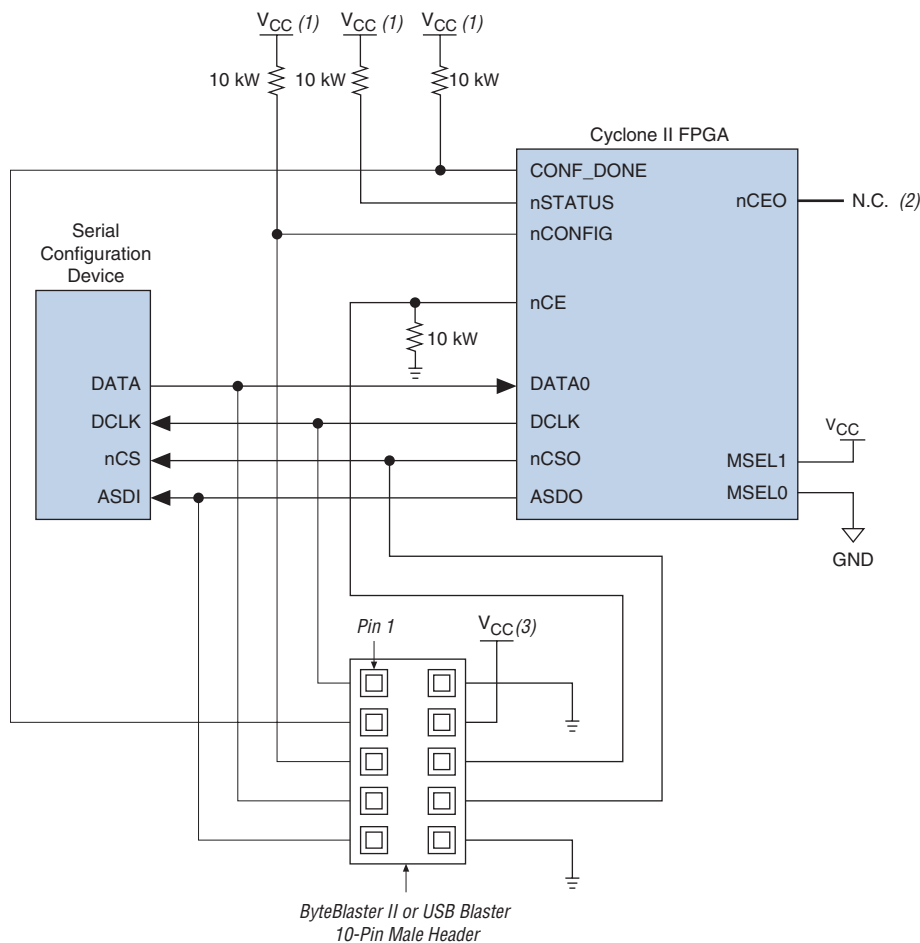 VCC (1) VCC (1) VCC (1)
10 kW 10 kW 10 kW
Cyclone II FPGA
CONF_DONE
nSTATUS
nCONFIG
nCE
DATA0
DCLK
nCSO
ASDO
nCEO
N.C. (2)
MSEL1
MSEL0
VCC
GND
10 kW
Serial
Configuration
Device
DATA
DCLK
nCS
ASDI
Pin 1
VCC (3)
ByteBlaster II or USB Blaster
10-Pin Male Header